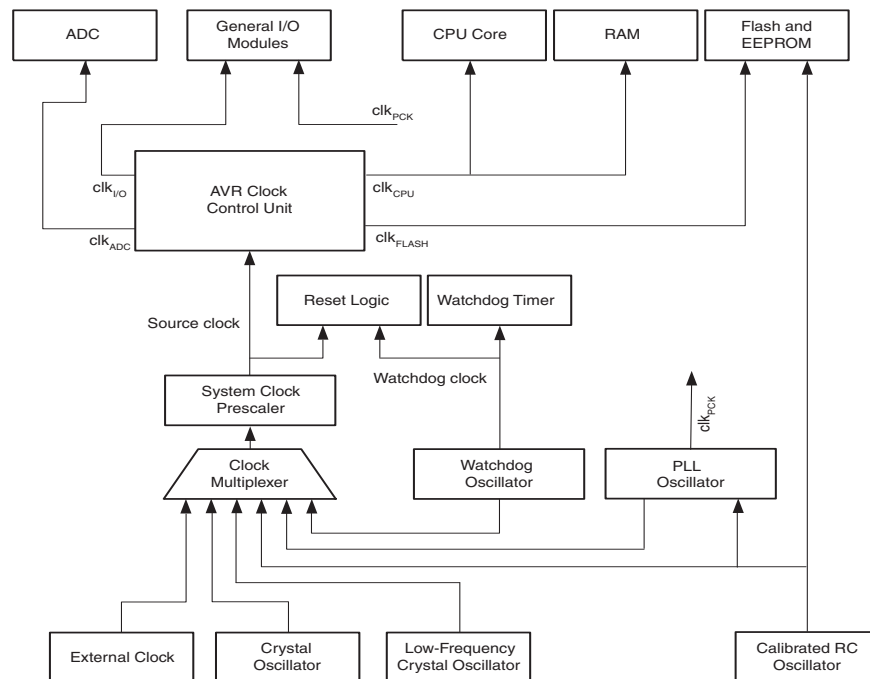 ADC
General I/O
Modules
CPU Core
RAM
Flash and
EEPROM
clkPCK
clkI/O
AVR Clock
Control Unit
clkCPU
clkADC
clkFLASH
Source clock
Reset Logic
Watchdog Timer
Watchdog clock
System Clock
Prescaler
clkPCK
Clock
Multiplexer
Watchdog
Oscillator
PLL
Oscillator
External Clock
Crystal
Oscillator
Low-Frequency
Crystal Oscillator
Calibrated RC
Oscillator